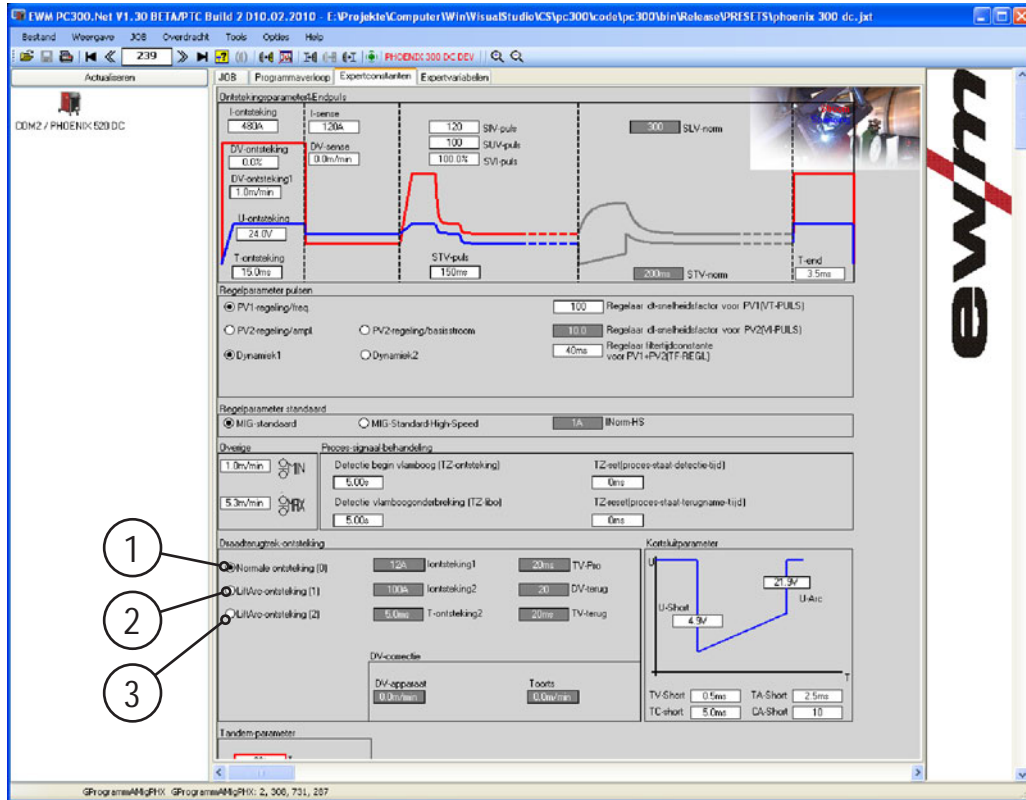 EWM PC300.Net V1.30 BETA/PTC Build 2 D10.02.2010 - E:\Projekte\Computer\Win\VisualStudio\CS\pc300\code\pc300\bin\Release\PRESETS\phoenix 300 dc.jxt
Bestand Weergave JOB Overdracht Tools Opties Help
239 PHOENIX 300 DC DEV
Actualiseren
COM2 / PHOENIX 520 DC
JOB Programmaverloop Expertconstanten Expertvariabelen
Ontstekingsparameter&Endpuls
I-ontsteking I-sense
480A 120A 120 SIV-puls 300 SLV-norm
DV-ontsteking DV-sense 100 SUV-puls
0.0% 0.0m/min 100.0% SVI-puls
DV-ontsteking1
1.0m/min
U-ontsteking
24.0V
T-ontsteking STV-puls T-end
15.0ms 150ms 200ms STV-norm 3.5ms
Regelparameter pulsen
PV1-regeling/freq. 100 Regelaar dt-snelheidsfactor voor PV1(VT-PULS)
PV2-regeling/ampl. PV2-regeling/basisstroom 10.0 Regelaar dI-snelheidsfactor voor PV2(VI-PULS)
Dynamiek1 Dynamiek2 40ms Regelaar filtertijdconstante
voor PV1+PV2(TF-REGL)
Regelparameter standaard
MIG-standaard MIG-Standard-High-Speed 1A INorm-HS
Overige Proces-signaal-behandeling
1.0m/min MIN Detectie begin vlamboog (TZ-ontsteking) TZ-set(proces-staat-detectie-tijd)
5.00s 0ms
5.3m/min MAX Detectie vlamboogonderbreking (TZ-libo) TZ-reset(proces-staat-terugname-tijd)
5.00s 0ms
Draadterugtrek-ontsteking Kortsluitparameter
1 Normale ontsteking (0) 12A Iontsteking1 20ms TV-Pro
2 LiftArc-ontsteking (1) 100A Iontsteking2 20 DV-terug
3 LiftArc-ontsteking (2) 5.0ms T-ontsteking2 20ms TV-terug
U
21.9V
U-Arc
U-Short
4.9V
T
DV-correctie
DV-apparaat Toorts
0.0m/min 0.0m/min
TV-Short 0.5ms TA-Short 2.5ms
TC-short 5.0ms CA-Short 10
Tandem-parameter
GProgrammAMigPHX GProgrammAMigPHX: 2, 308, 731, 287
ewm